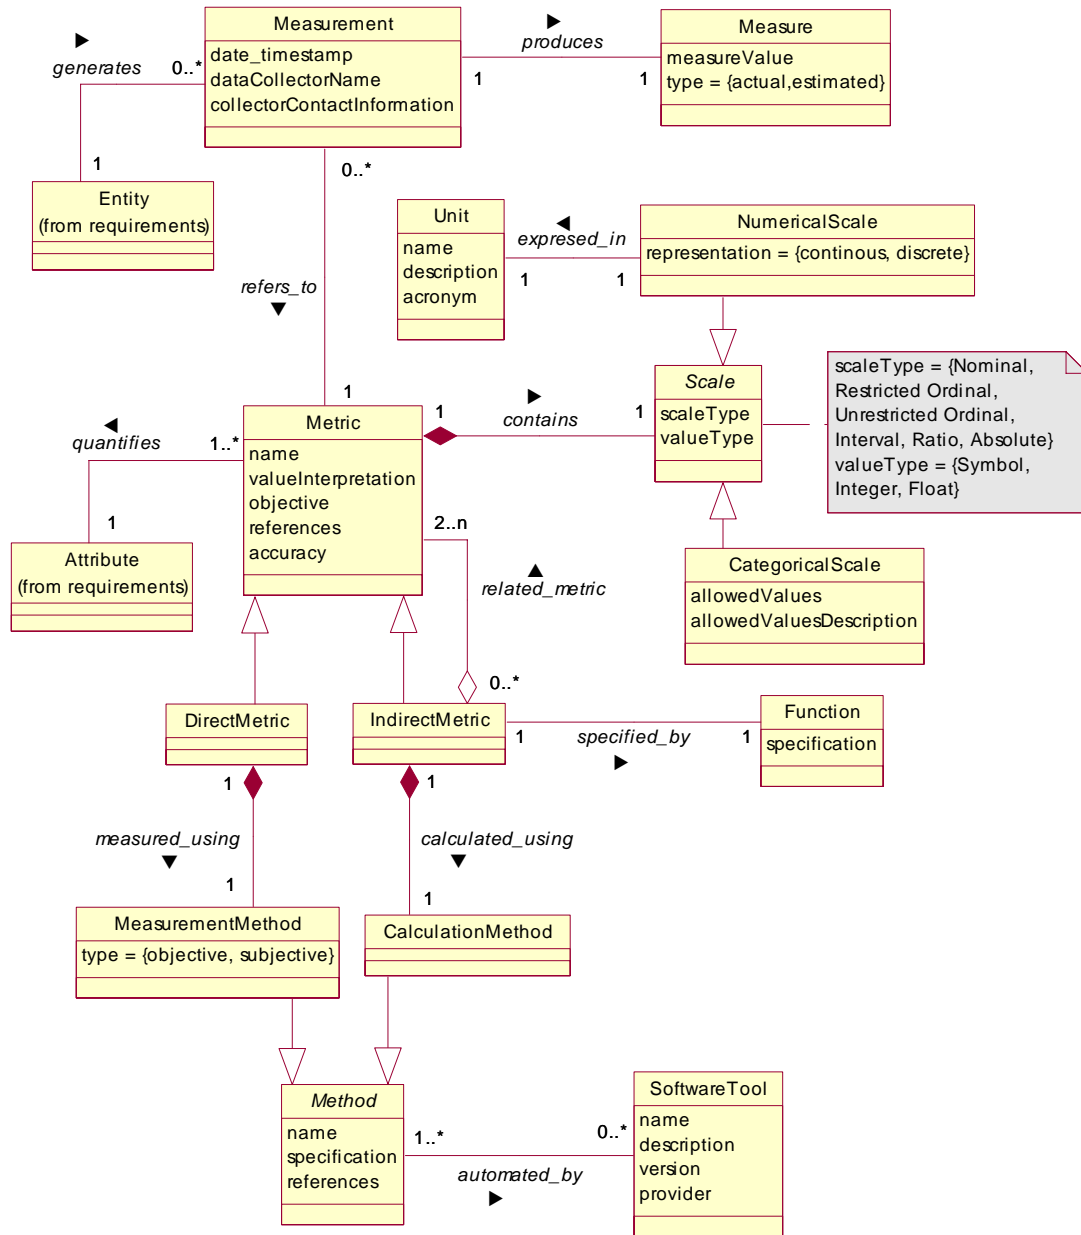 Measurement
date_timestamp
dataCollectorName
collectorContactInformation
produces
1
1
Measure
measureValue
type = {actual,estimated}
generates
0..*
1
Entity
(from requirements)
0..*
refers_to
1
Unit
name
description
acronym
expresed_in
1
1
NumericalScale
representation = {continous, discrete}
Scale
scaleType
valueType
scaleType = {Nominal,
Restricted Ordinal,
Unrestricted Ordinal,
Interval, Ratio, Absolute}
valueType = {Symbol,
Integer, Float}
Metric
name
valueInterpretation
objective
references
accuracy
1
contains
1
quantifies
1..*
1
Attribute
(from requirements)
2..n
related_metric
0..*
CategoricalScale
allowedValues
allowedValuesDescription
DirectMetric
IndirectMetric
1
specified_by
1
Function
specification
1
measured_using
1
1
calculated_using
1
MeasurementMethod
type = {objective, subjective}
CalculationMethod
Method
name
specification
references
1..*
automated_by
0..*
SoftwareTool
name
description
version
provider